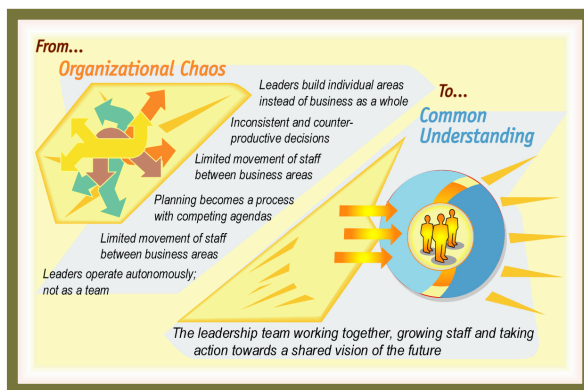 From...
Organizational Chaos
Leaders build individual areas
instead of business as a whole
Inconsistent and counter-
productive decisions
Limited movement of staff
between business areas
Planning becomes a process
with competing agendas
Limited movement of staff
between business areas
Leaders operate autonomously;
not as a team
To...
Common
Understanding
The leadership team working together, growing staff and taking
action towards a shared vision of the future